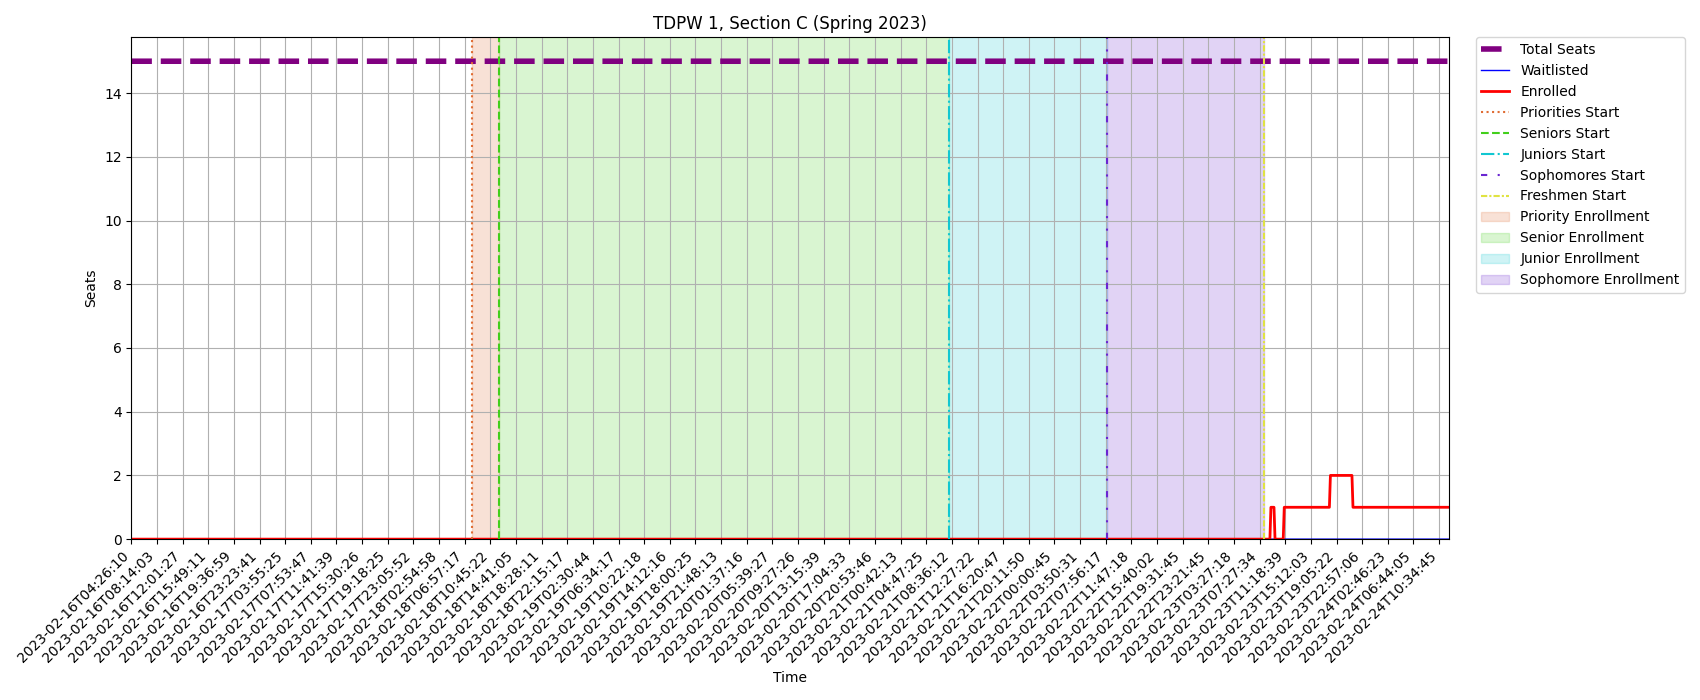 TDPW 1, Section C (Spring 2023)
Total Seats
Waitlisted
Enrolled
Priorities Start
Seniors Start
Juniors Start
Sophomores Start
Freshmen Start
Priority Enrollment
Senior Enrollment
Junior Enrollment
Sophomore Enrollment
Seats
14
12
10
8
6
4
2
0
2023-02-16T04:26:10
2023-02-16T08:14:03
2023-02-16T12:01:27
2023-02-16T15:49:11
2023-02-16T19:36:59
2023-02-16T23:23:41
2023-02-17T03:55:25
2023-02-17T07:53:47
2023-02-17T11:41:39
2023-02-17T15:30:26
2023-02-17T19:18:25
2023-02-17T23:05:52
2023-02-18T02:54:58
2023-02-18T06:57:17
2023-02-18T10:45:22
2023-02-18T14:41:05
2023-02-18T18:28:11
2023-02-18T22:15:17
2023-02-19T02:30:44
2023-02-19T06:34:17
2023-02-19T10:22:18
2023-02-19T14:12:16
2023-02-19T18:00:25
2023-02-19T21:48:13
2023-02-20T01:37:16
2023-02-20T05:39:27
2023-02-20T09:27:26
2023-02-20T13:15:39
2023-02-20T17:04:33
2023-02-20T20:53:46
2023-02-21T00:42:13
2023-02-21T04:47:25
2023-02-21T08:36:12
2023-02-21T12:27:22
2023-02-21T16:20:47
2023-02-21T20:11:50
2023-02-22T00:00:45
2023-02-22T03:50:31
2023-02-22T07:56:17
2023-02-22T11:47:18
2023-02-22T15:40:02
2023-02-22T19:31:45
2023-02-22T23:21:45
2023-02-23T03:27:18
2023-02-23T07:27:34
2023-02-23T11:18:39
2023-02-23T15:12:03
2023-02-23T19:05:22
2023-02-23T22:57:06
2023-02-24T02:46:23
2023-02-24T06:44:05
2023-02-24T10:34:45
Time